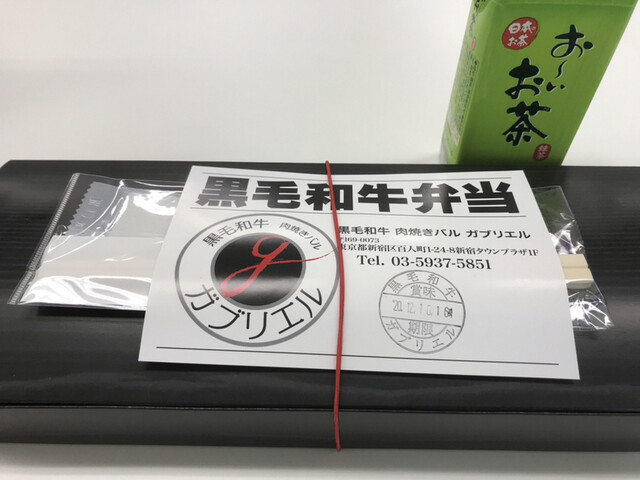 日本のお茶
お～いお茶
緑茶
黒毛和牛弁当
黒毛和牛 肉焼きバル ガブリエル
〒169-0073
東京都新宿区百人町1-2-4-8新宿タウンプラザ1F
Tel. 03-5937-5851
黒毛和牛 肉焼きバル
ガブリエル
黒毛和牛
賞味
期限
ガブリエル